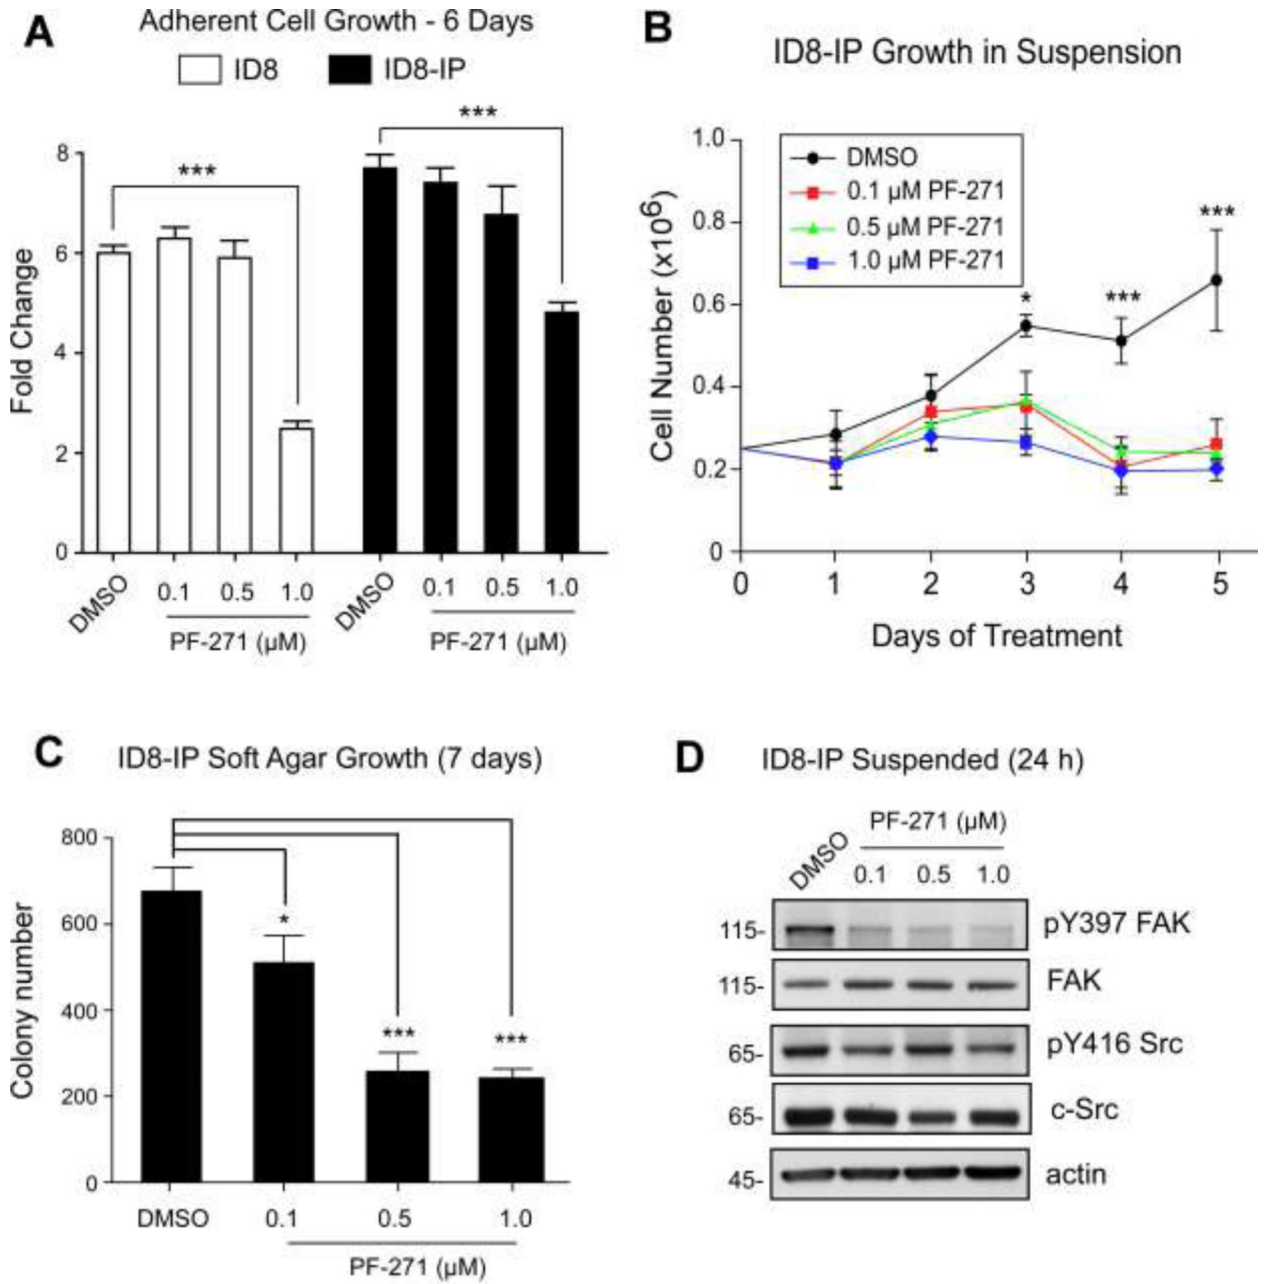 A
Adherent Cell Growth - 6 Days
ID8 ID8-IP
***
***
8
6
4
2
0
Fold Change
DMSO 0.1 0.5 1.0 DMSO 0.1 0.5 1.0
PF-271 (µM) PF-271 (µM)
B
ID8-IP Growth in Suspension
DMSO
0.1 µM PF-271
0.5 µM PF-271
1.0 µM PF-271
* *** ***
1.0
0.8
0.6
0.4
0.2
0
Cell Number (x10⁶)
0 1 2 3 4 5
Days of Treatment
C
ID8-IP Soft Agar Growth (7 days)
800
600
400
200
0
Colony number
* *** ***
DMSO 0.1 0.5 1.0
PF-271 (µM)
D
ID8-IP Suspended (24 h)
PF-271 (µM)
DMSO 0.1 0.5 1.0
115- pY397 FAK
115- FAK
65- pY416 Src
65- c-Src
45- actin